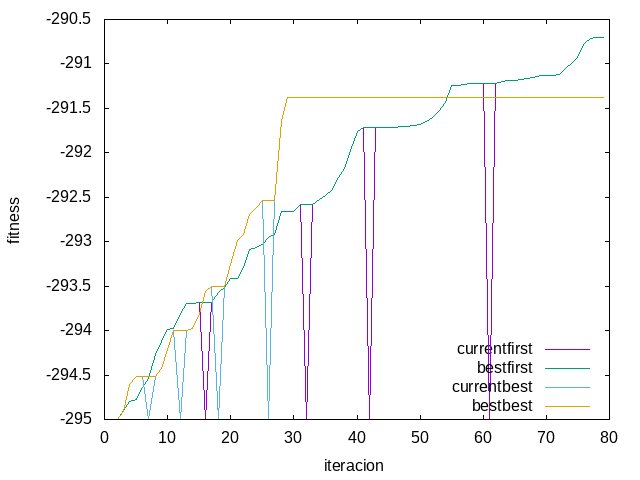 -290.5
-291
-291.5
-292
-292.5
-293
-293.5
-294
-294.5
-295
fitness
currentfirst
bestfirst
currentbest
bestbest
0 10 20 30 40 50 60 70 80
iteracion